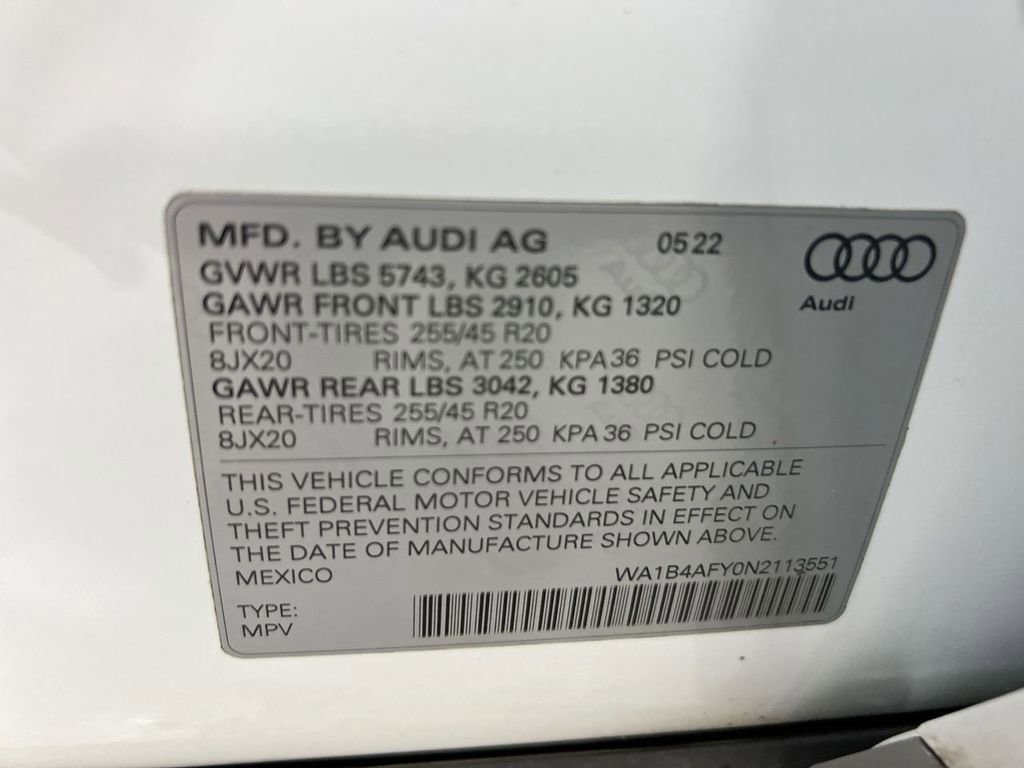 MFD. BY AUDI AG 0522
Audi
GVWR LBS 5743, KG 2605
GAWR FRONT LBS 2910, KG 1320
FRONT-TIRES 255/45 R20
8JX20 RIMS, AT 250 KPA 36 PSI COLD
GAWR REAR LBS 3042, KG 1380
REAR-TIRES 255/45 R20
8JX20 RIMS, AT 250 KPA 36 PSI COLD
THIS VEHICLE CONFORMS TO ALL APPLICABLE
U.S. FEDERAL MOTOR VEHICLE SAFETY AND
THEFT PREVENTION STANDARDS IN EFFECT ON
THE DATE OF MANUFACTURE SHOWN ABOVE.
MEXICO WA1B4AFY0N2113551
TYPE:
MPV